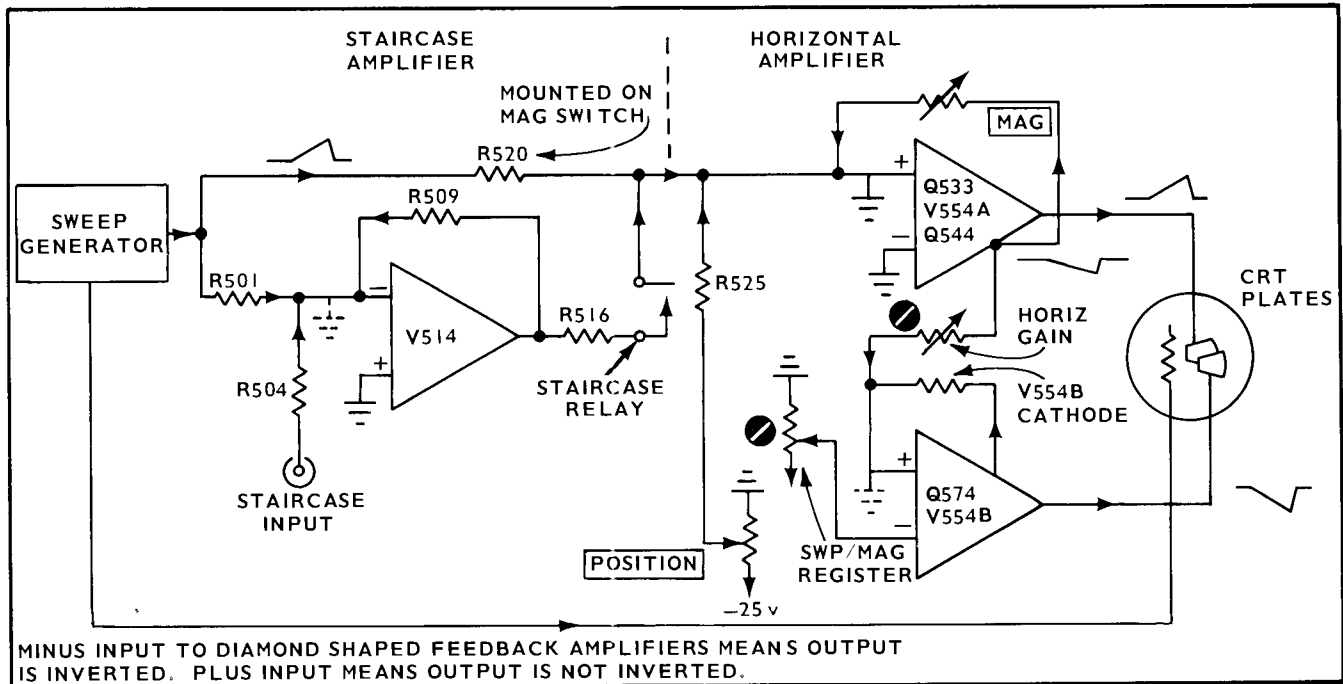 STAIRCASE
AMPLIFIER
HORIZONTAL
AMPLIFIER
MOUNTED ON
MAG SWITCH
R520
MAG
R509
SWEEP
GENERATOR
R501
+
Q533
V554A
Q544
−
R525
CRT
PLATES
−
V514
+
R516
R504
STAIRCASE
RELAY
HORIZ
GAIN
V554B
CATHODE
STAIRCASE
INPUT
+
Q574
V554B
−
POSITION
SWP/MAG
REGISTER
−25 v
MINUS INPUT TO DIAMOND SHAPED FEEDBACK AMPLIFIERS MEANS OUTPUT
IS INVERTED. PLUS INPUT MEANS OUTPUT IS NOT INVERTED.